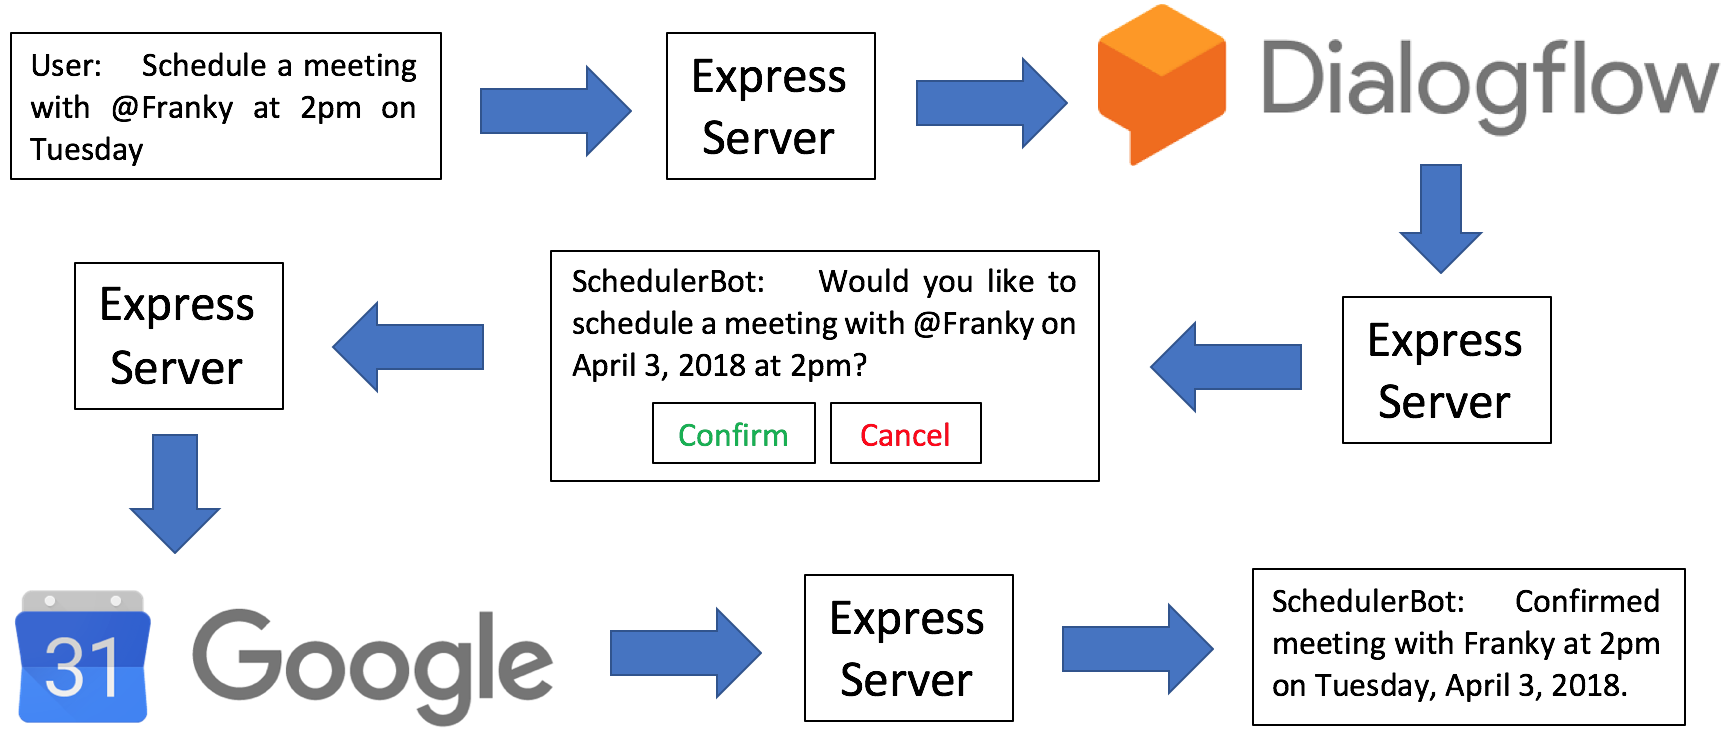 User: Schedule a meeting
with @Franky at 2pm on
Tuesday
Express
Server
Dialogflow
Express
Server
SchedulerBot: Would you like to
schedule a meeting with @Franky on
April 3, 2018 at 2pm?
Confirm
Cancel
Express
Server
31
Google
Express
Server
SchedulerBot: Confirmed
meeting with Franky at 2pm
on Tuesday, April 3, 2018.